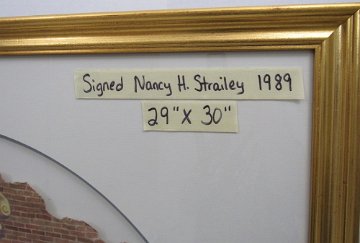 Signed Nancy H. Strailey 1989
29" X 30"